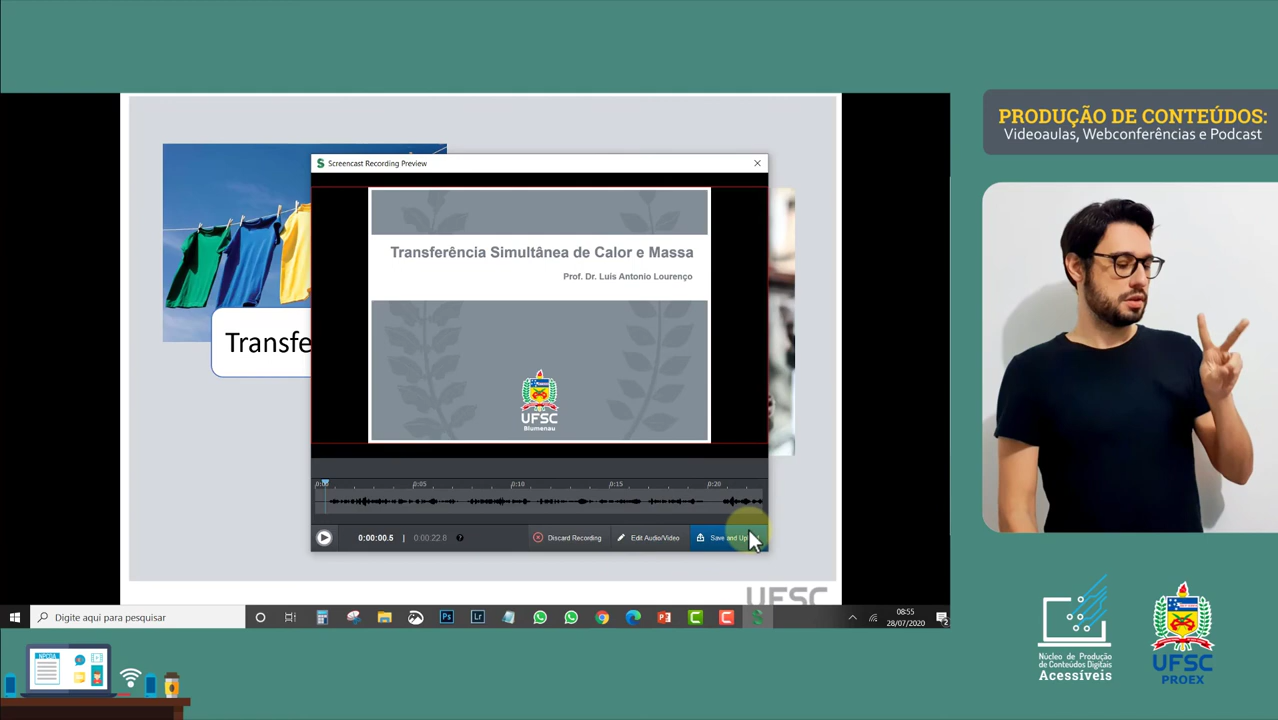 PRODUÇÃO DE CONTEÚDOS:
Videoaulas, Webconferências e Podcast
Screencast Recording Preview
Transferência Simultânea de Calor e Massa
Prof. Dr. Luis Antonio Lourenço
UFSC
Blumenau
Transfe
0:05
0:10
0:15
0:20
0:00:00.5 | 0:00:22.8
Discard Recording
Edit Audio/Video
Save and
UFSC
Digite aqui para pesquisar
08:55
28/07/2020
NPCDA
Núcleo de Produção
de Conteúdos Digitais
Acessíveis
UFSC
PROEX